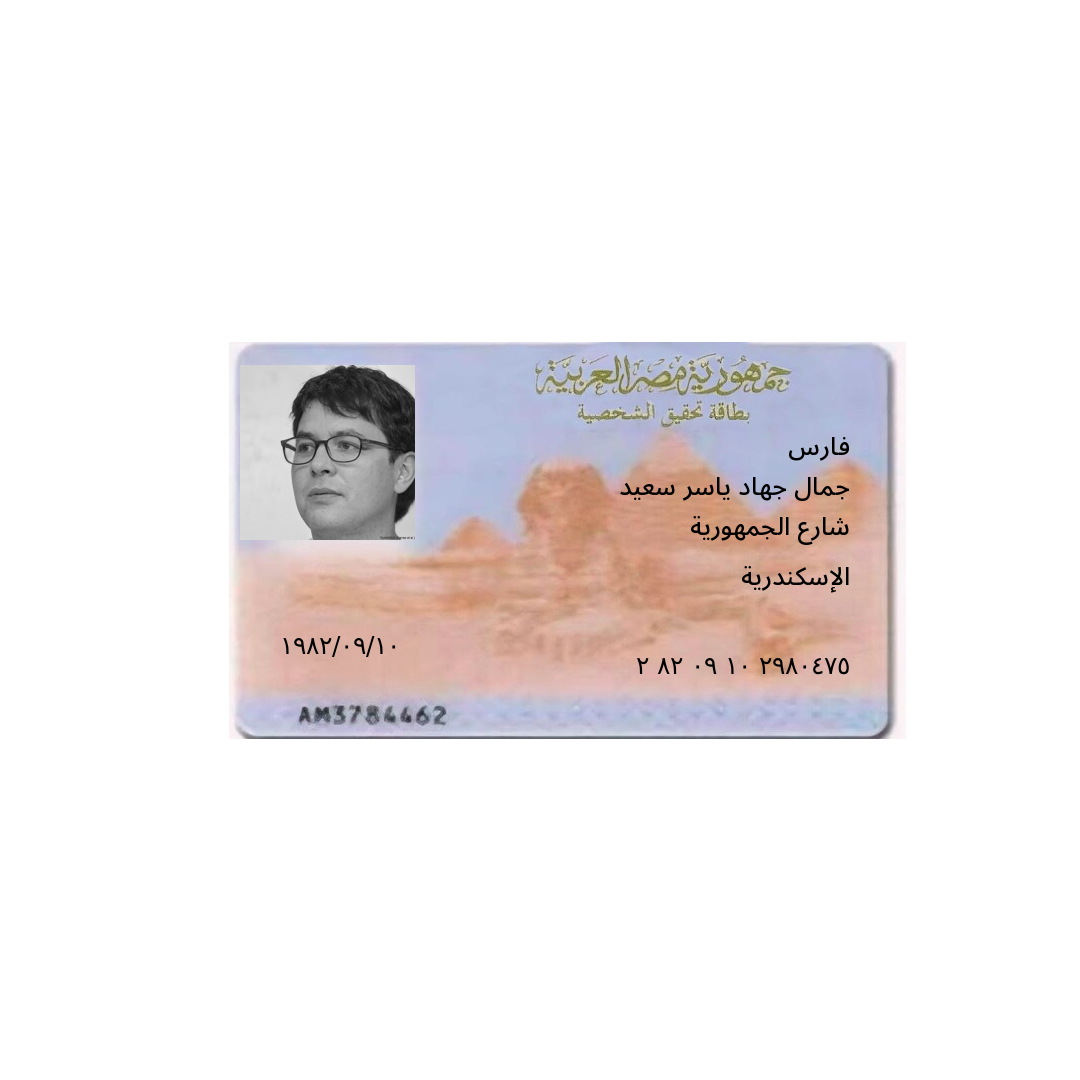 جمهورية مصر العربية
بطاقة تحقيق الشخصية
فارس
جمال جهاد ياسر سعيد
شارع الجمهورية
الإسكندرية
١٩٨٢/٠٩/١٠
٢ ٨٢ ٠٩ ١٠ ٢٩٨٠٤٧٥
AM3784462